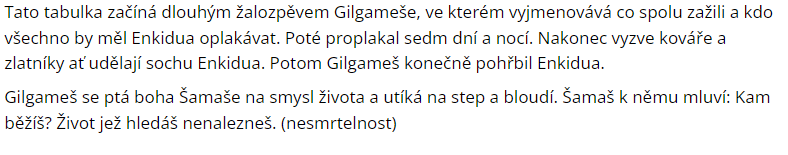 Tato tabulka začíná dlouhým žalozpěvem Gilgameše, ve kterém vyjmenovává co spolu zažili a kdo
všechno by měl Enkidua oplakávat. Poté proplakal sedm dní a nocí. Nakonec vyzve kováře a
zlatníky ať udělají sochu Enkidua. Potom Gilgameš konečně pohřbil Enkidua.
Gilgameš se ptá boha Šamaše na smysl života a utíká na step a bloudí. Šamaš k němu mluví: Kam
běžíš? Život jež hledáš nenalezneš. (nesmrtelnost)